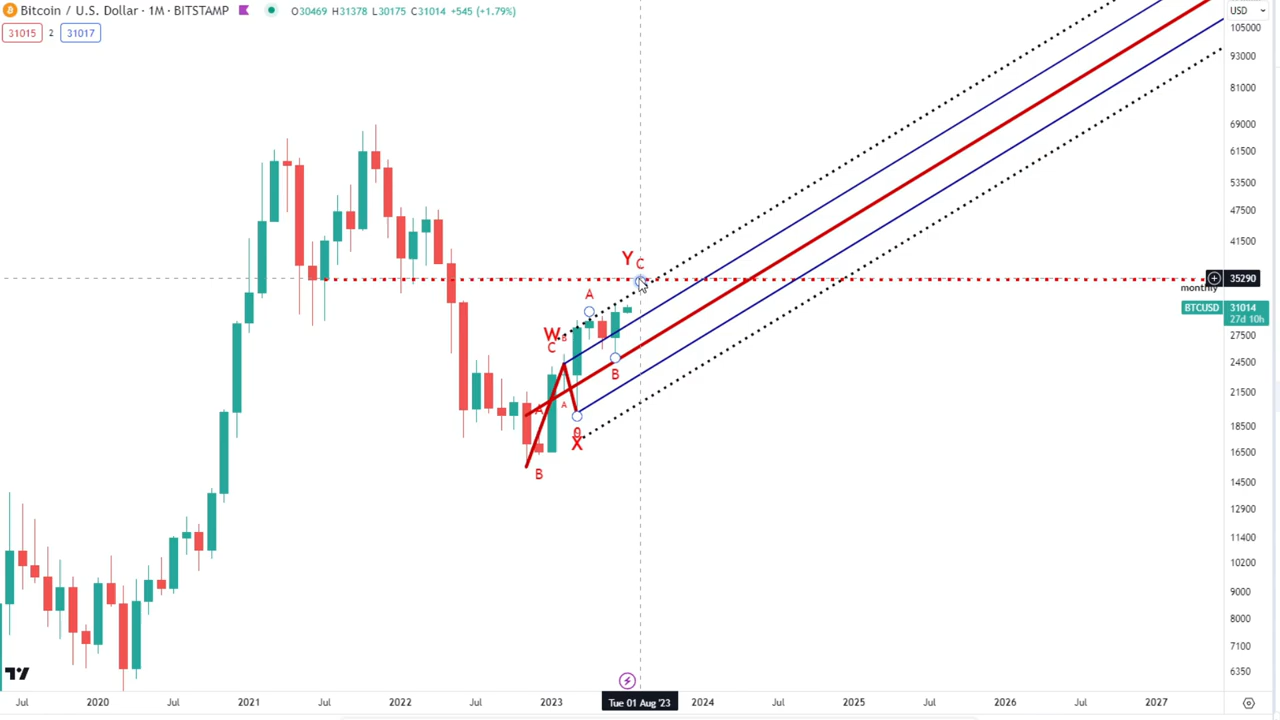 Bitcoin / U.S. Dollar · 1M · BITSTAMP O30469 H31378 L30175 C31014 +545 (+1.79%)
USD
31015 2 31017
105000
93000
81000
69000
61500
53500
47500
41500
Y C
35290
monthly
A
BTCUSD 31014
27d 10h
W B
C
27500
24500
B
21500
A A
18500
0
X
16500
B
14500
12900
11400
10200
9000
8000
7100
6350
Jul 2020 Jul 2021 Jul 2022 Jul 2023 Tue 01 Aug '23 2024 Jul 2025 Jul 2026 Jul 2027